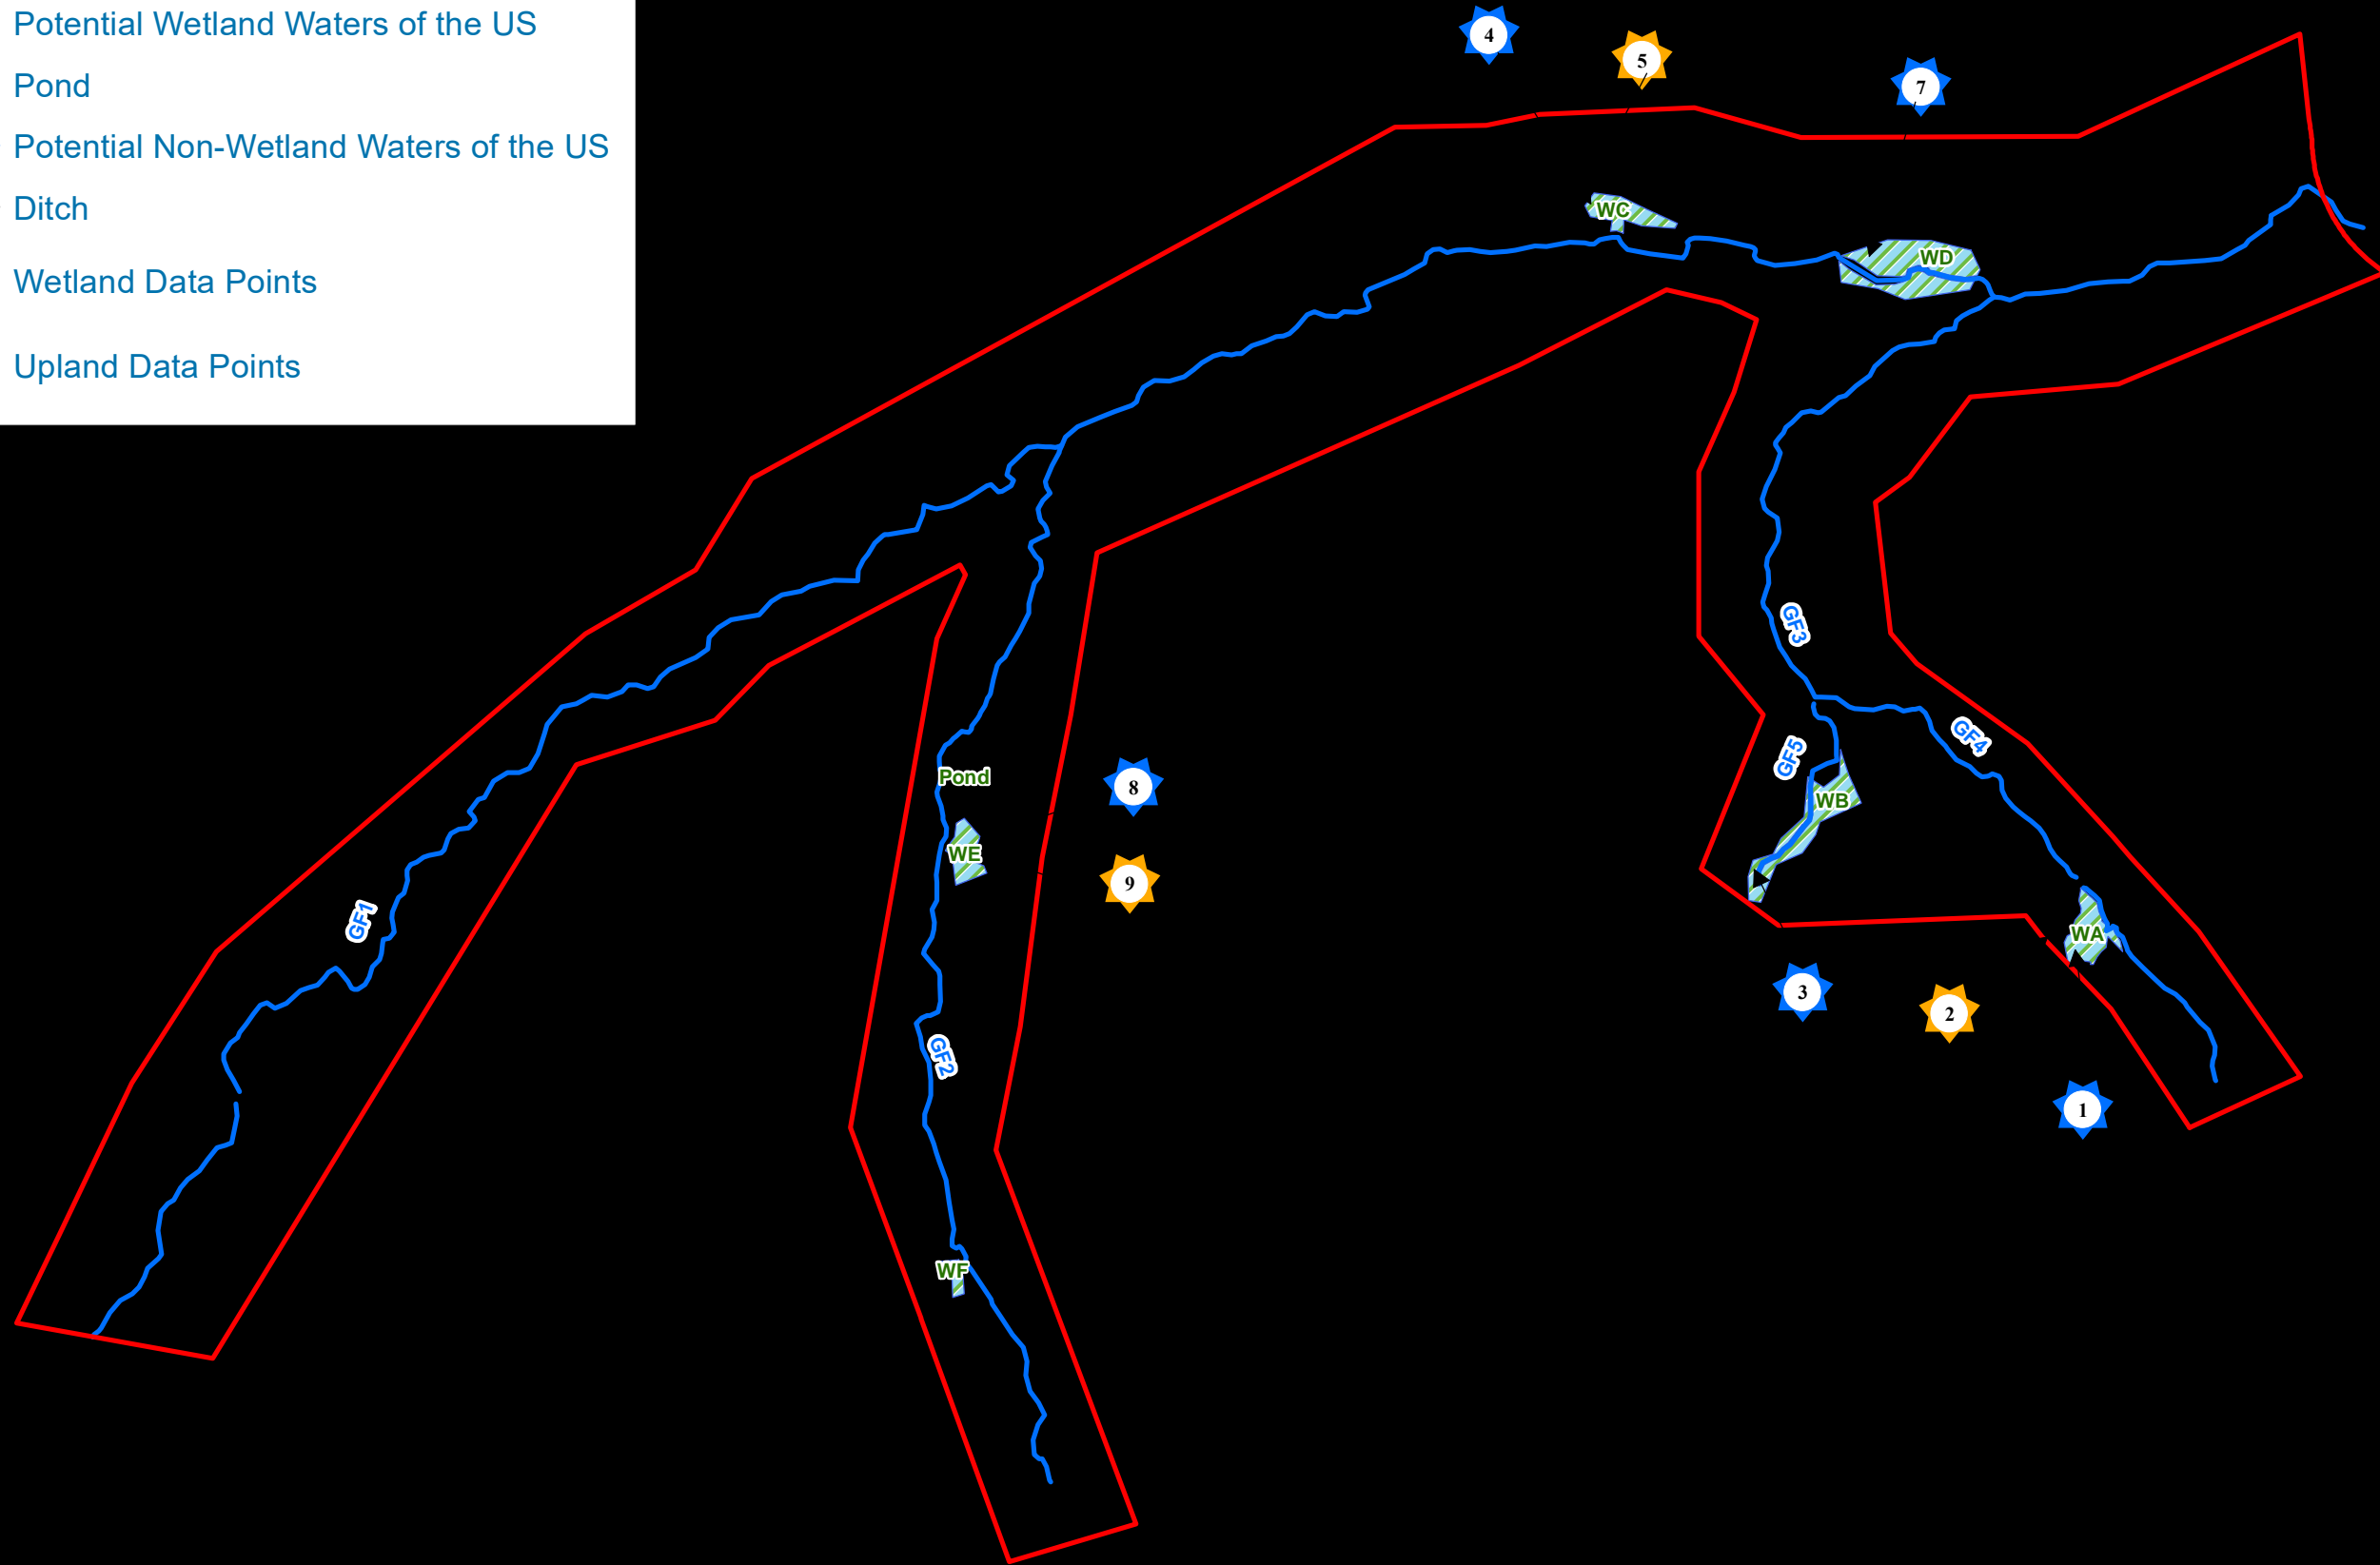 Potential Wetland Waters of the US
Pond
Potential Non-Wetland Waters of the US
Ditch
Wetland Data Points
Upland Data Points
4
5
7
WC
WD
GF3
GF4
GF5
Pond
8
WB
WE
9
GF1
WA
3
2
GF2
1
WF